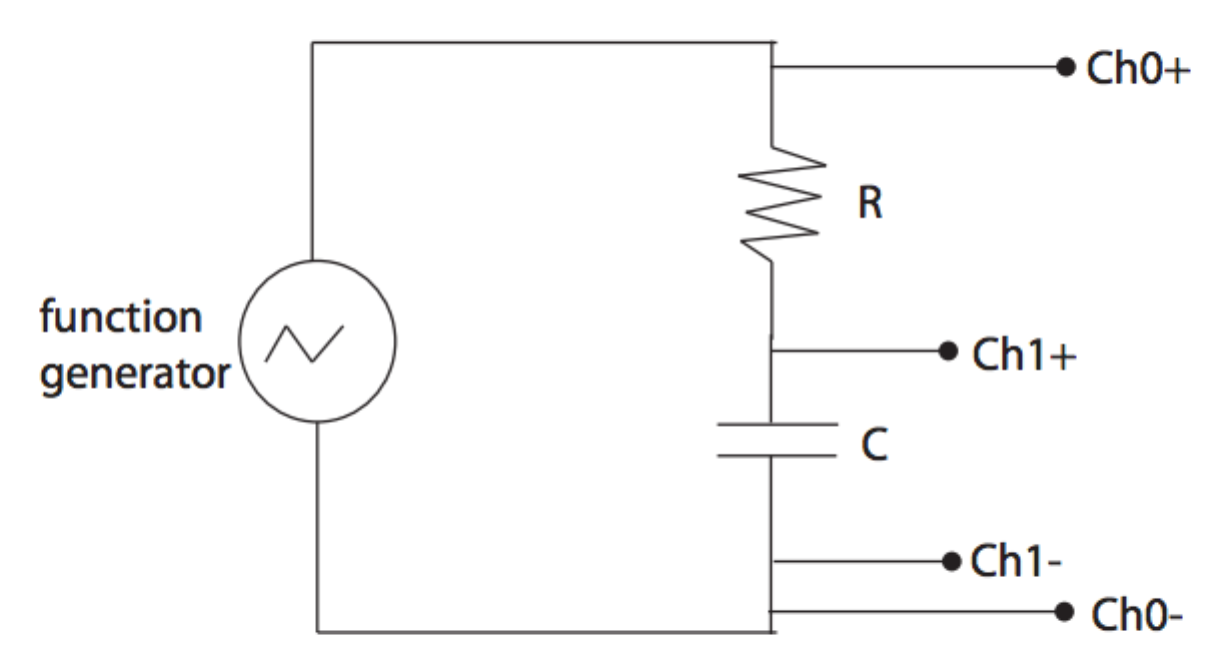 Ch0+
R
function
generator
Ch1+
C
Ch1-
Ch0-